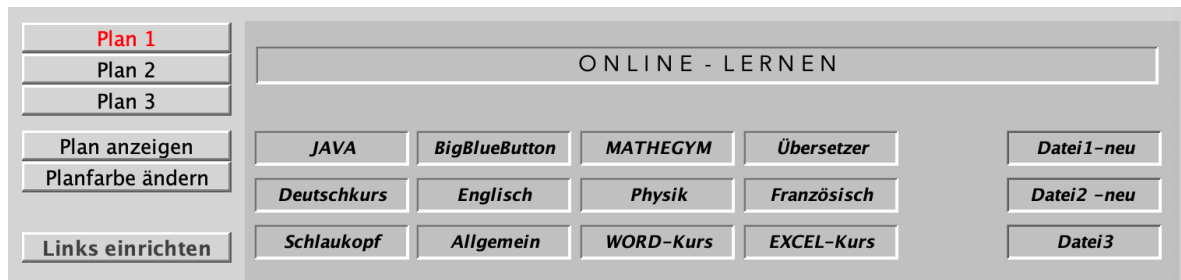 Plan 1
Plan 2
Plan 3
Plan anzeigen
Planfarbe ändern
Links einrichten
ONLINE - LERNEN
JAVA BigBlueButton MATHEGYM Übersetzer Datei1-neu
Deutschkurs Englisch Physik Französisch Datei2 -neu
Schlaukopf Allgemein WORD-Kurs EXCEL-Kurs Datei3